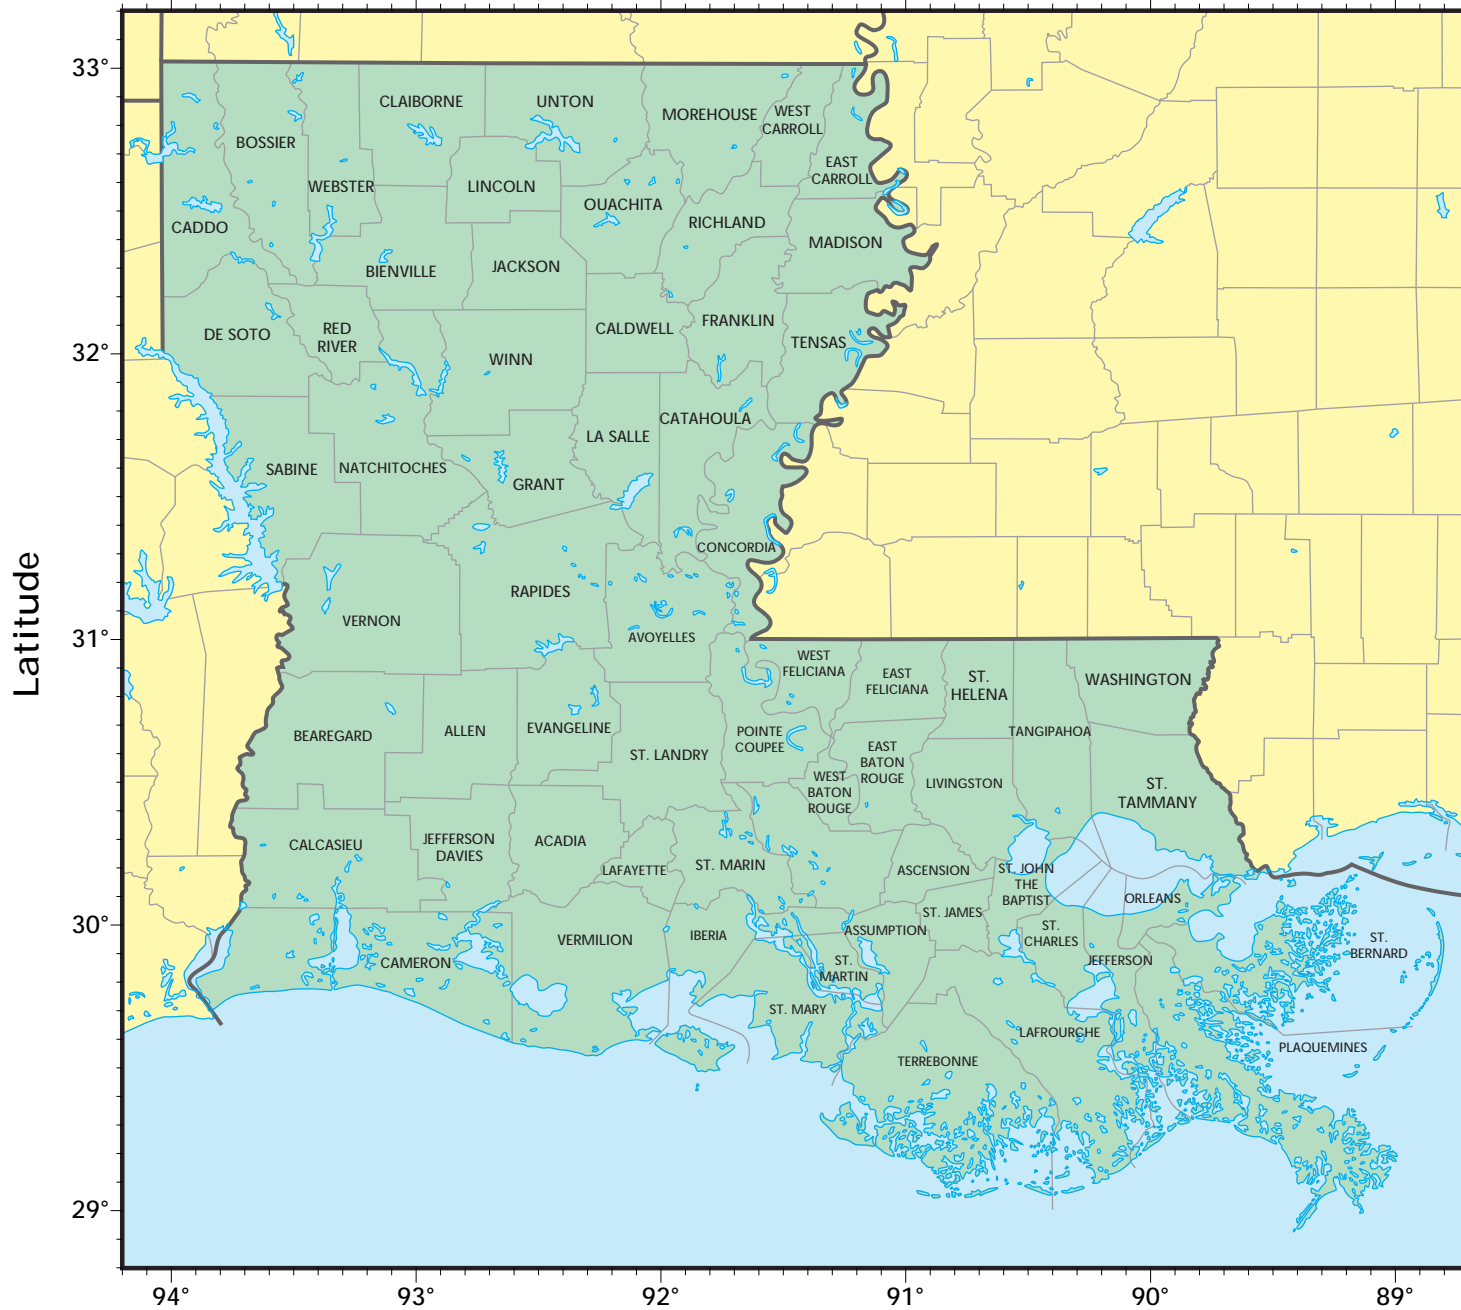 33°
CLAIBORNE
UNTON
MOREHOUSE
WEST
CARROLL
BOSSIER
EAST
CARROLL
WEBSTER
LINCOLN
OUACHITA
CADDO
RICHLAND
MADISON
BIENVILLE
JACKSON
DE SOTO
RED
RIVER
CALDWELL
FRANKLIN
TENSAS
32°
WINN
CATAHOULA
LA SALLE
SABINE
NATCHITOCHES
GRANT
CONCORDIA
Latitude
RAPIDES
VERNON
AVOYELLES
31°
WEST
FELICIANA
EAST
FELICIANA
ST.
HELENA
WASHINGTON
BEAREGARD
ALLEN
EVANGELINE
ST. LANDRY
POINTE
COUPEE
TANGIPAHOA
EAST
BATON
ROUGE
WEST
BATON
ROUGE
LIVINGSTON
ST.
TAMMANY
CALCASIEU
JEFFERSON
DAVIES
ACADIA
LAFAYETTE
ST. MARIN
ASCENSION
ST. JOHN
THE
BAPTIST
ORLEANS
ST. JAMES
30°
VERMILION
IBERIA
ASSUMPTION
ST.
CHARLES
ST.
BERNARD
CAMERON
ST.
MARTIN
JEFFERSON
ST. MARY
LAFROURCHE
PLAQUEMINES
TERREBONNE
29°
94°
93°
92°
91°
90°
89°